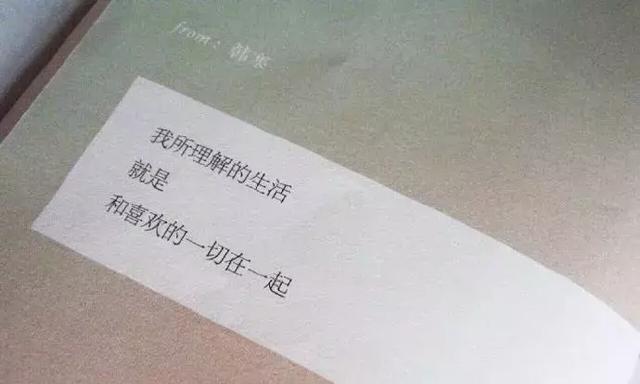 from：韩寒
我所理解的生活
就是
和喜欢的一切在一起